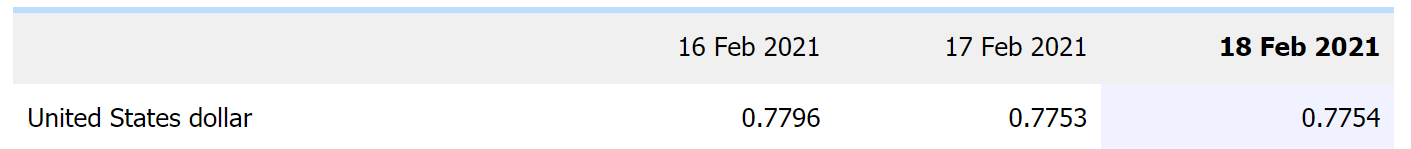 16 Feb 2021 17 Feb 2021 18 Feb 2021
United States dollar 0.7796 0.7753 0.7754